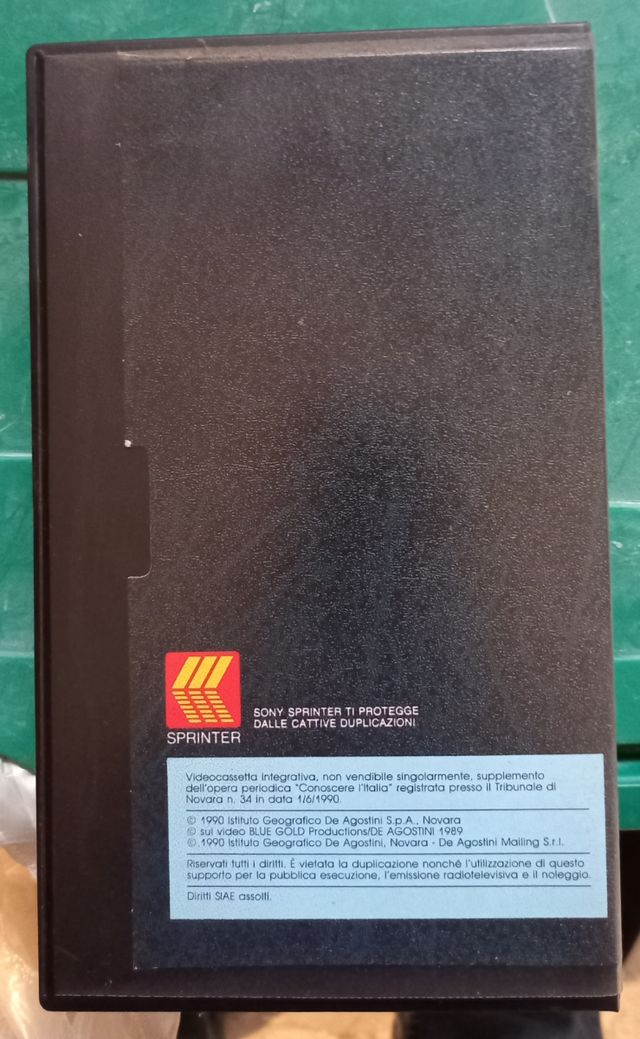 SPRINTER
SONY SPRINTER TI PROTEGGE
DALLE CATTIVE DUPLICAZIONI
Videocassetta integrativa, non vendibile singolarmente, supplemento
dell'opera periodica "Conoscere l'Italia" registrata presso il Tribunale di
Novara n. 34 in data 1/6/1990.
© 1990 Istituto Geografico De Agostini S.p.A., Novara
© sul video BLUE GOLD Productions/DE AGOSTINI 1989
© 1990 Istituto Geografico De Agostini, Novara - De Agostini Mailing S.r.l.
Riservati tutti i diritti. È vietata la duplicazione nonché l'utilizzazione di questo
supporto per la pubblica esecuzione, l'emissione radiotelevisiva e il noleggio.
Diritti SIAE assolti.